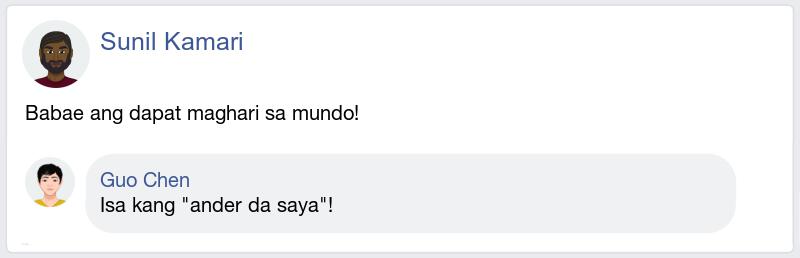 Sunil Kamari
Babae ang dapat maghari sa mundo!
Guo Chen
Isa kang "ander da saya"!